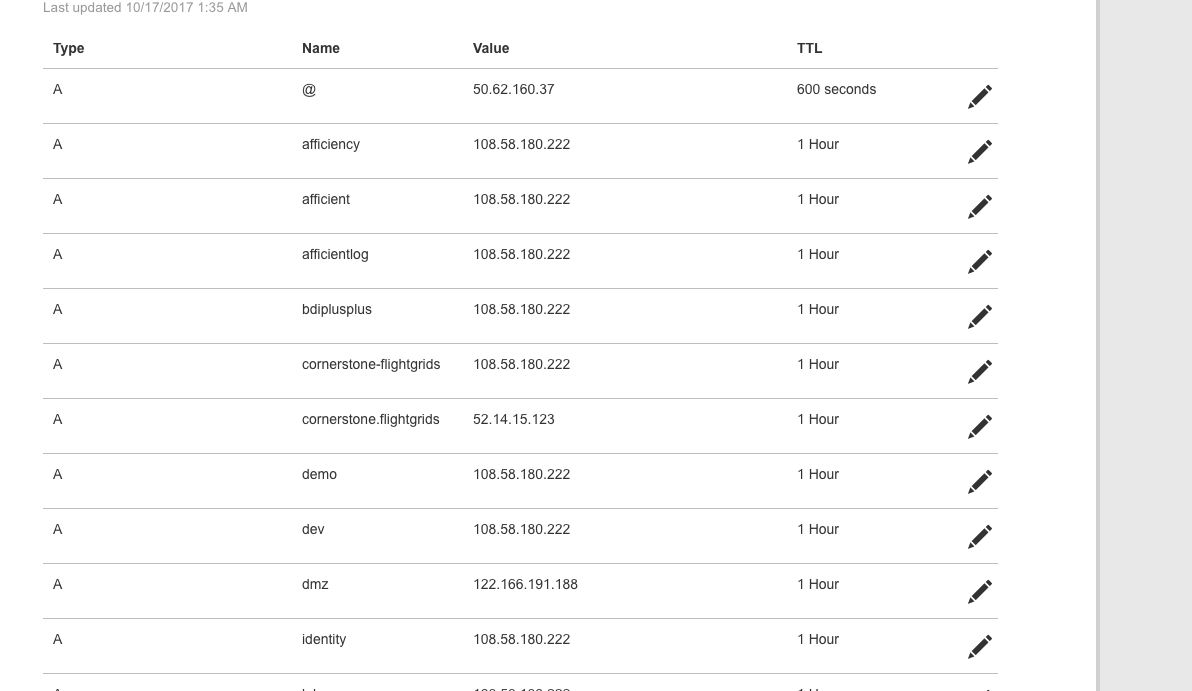 Last updated 10/17/2017 1:35 AM
Type Name Value TTL
A @ 50.62.160.37 600 seconds
A afficiency 108.58.180.222 1 Hour
A afficient 108.58.180.222 1 Hour
A afficientlog 108.58.180.222 1 Hour
A bdiplusplus 108.58.180.222 1 Hour
A cornerstone-flightgrids 108.58.180.222 1 Hour
A cornerstone.flightgrids 52.14.15.123 1 Hour
A demo 108.58.180.222 1 Hour
A dev 108.58.180.222 1 Hour
A dmz 122.166.191.188 1 Hour
A identity 108.58.180.222 1 Hour